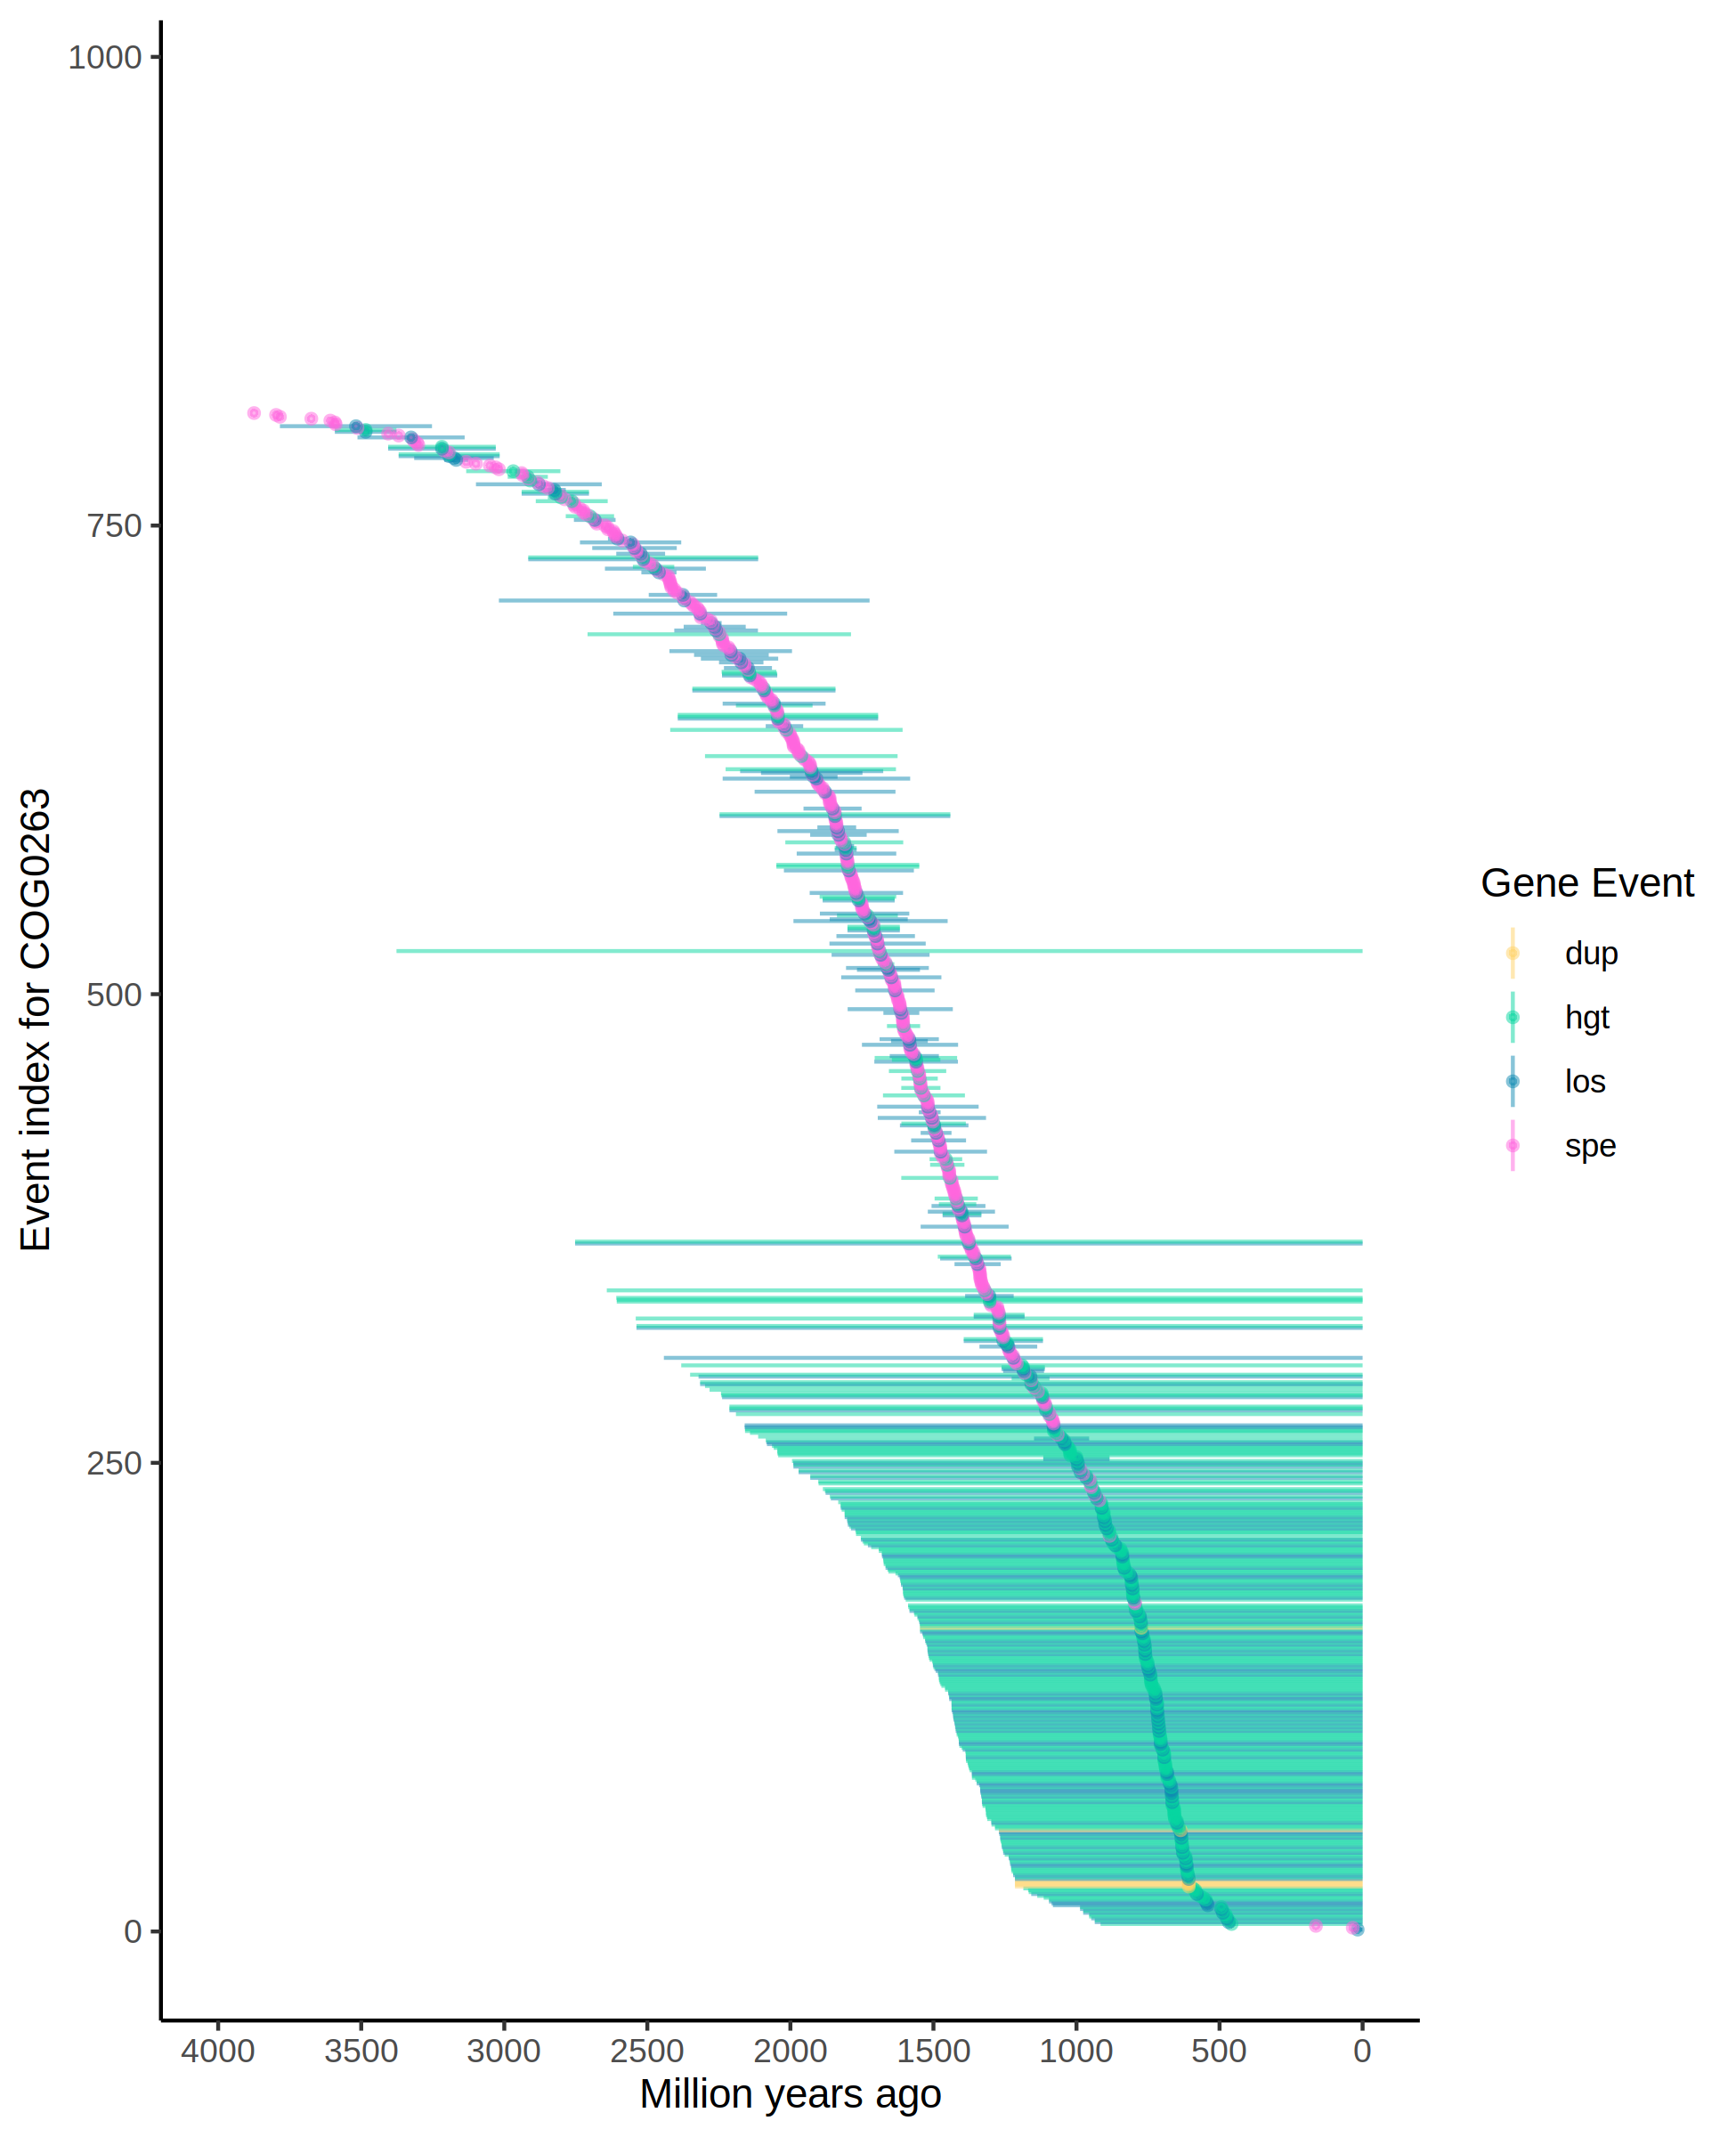 1000
750
500
250
0
Event index for COG0263
4000 3500 3000 2500 2000 1500 1000 500 0
Million years ago
Gene Event
dup
hgt
los
spe